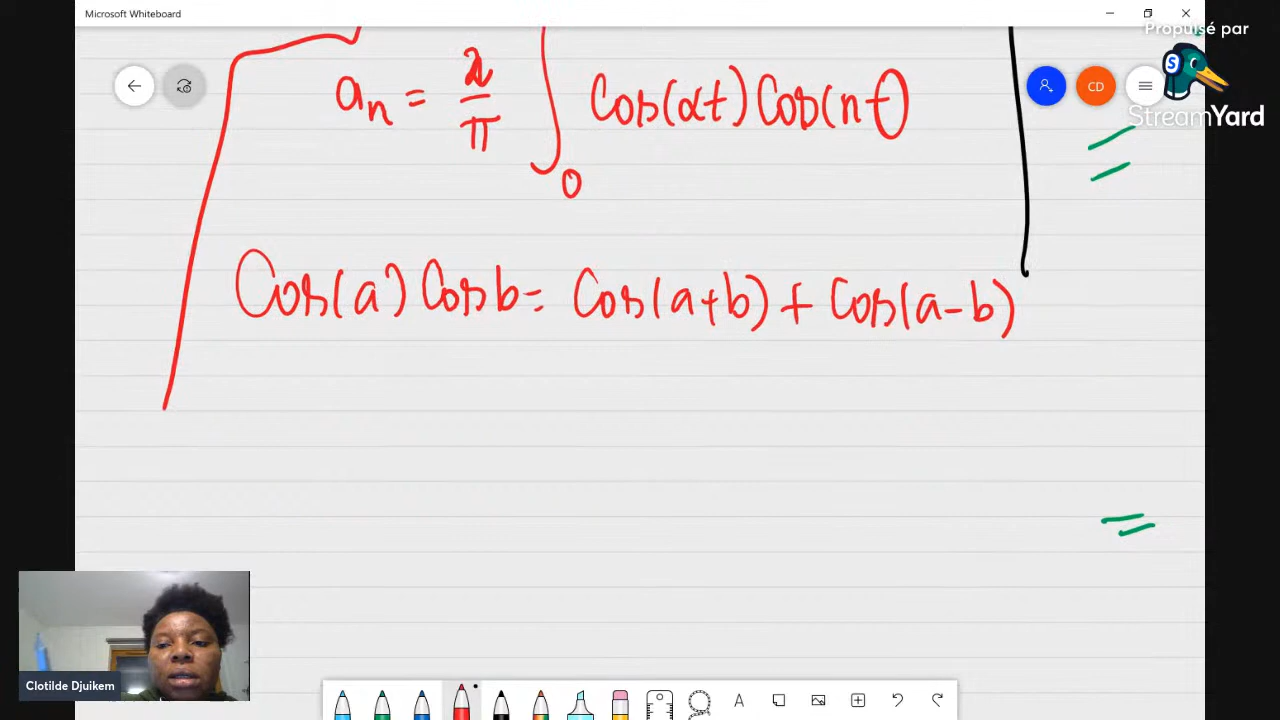 Microsoft Whiteboard
Propulsé par
StreamYard
CD
S
aₙ = 2/π ∫₀ Cos(αt) Cos(nt)
Cos(a) Cos b = Cos(a+b) + Cos(a-b)
=
=
Clotilde Djuikem
A